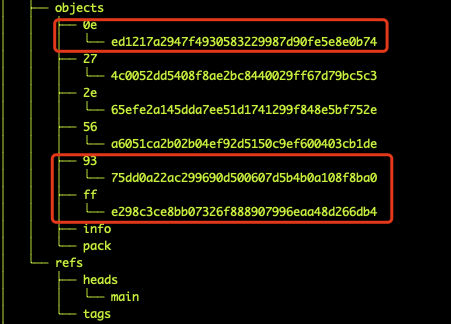 objects
0e
ed1217a2947f4930583229987d90fe5e8e0b74
27
4c0052dd5408f8ae2bc8440029ff67d79bc5c3
2e
65efe2a145dda7ee51d1741299f848e5bf752e
56
a6051ca2b02b04ef92d5150c9ef600403cb1de
93
75dd0a22ac299690d500607d5b4b0a108f8ba0
ff
e298c3ce8bb07326f888907996eaa48d266db4
info
pack
refs
heads
main
tags